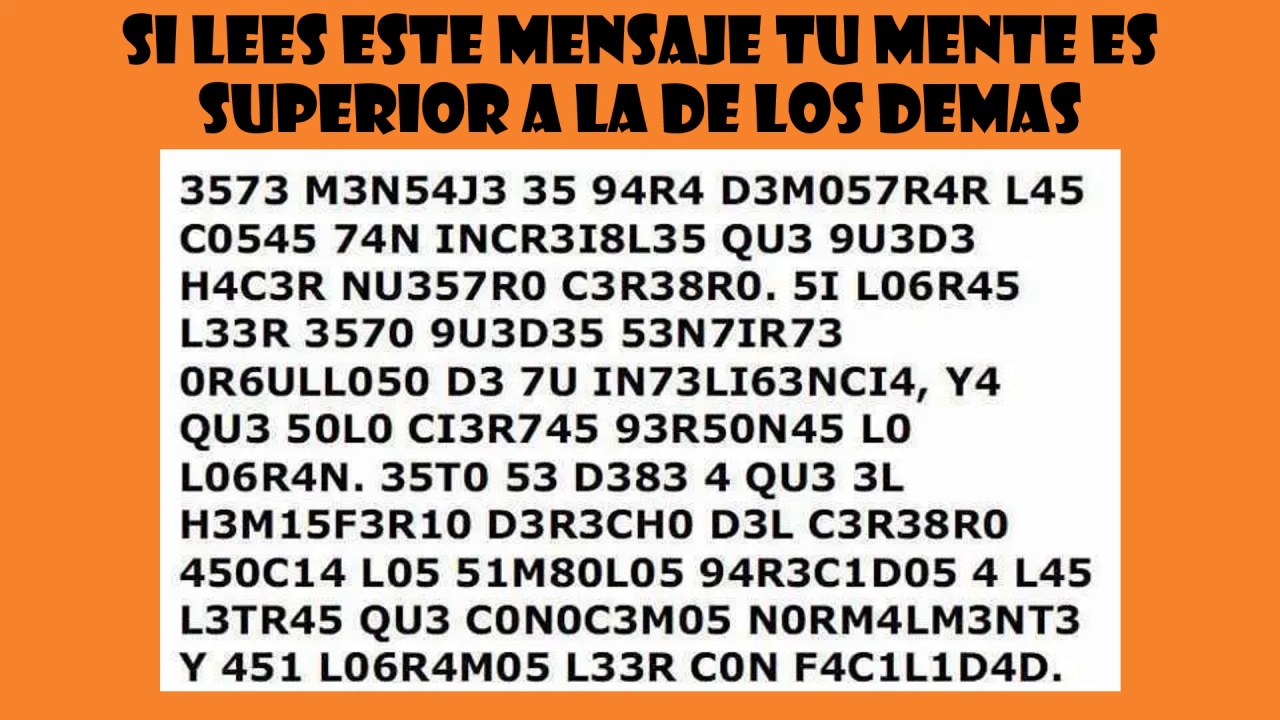 SI LEES ESTE MENSAJE TU MENTE ES
SUPERIOR A LA DE LOS DEMAS
3573 M3N54J3 35 94R4 D3M057R4R L45
C0545 74N INCR3I8L35 QU3 9U3D3
H4C3R NU357R0 C3R38R0. 5I L06R45
L33R 3570 9U3D35 53N7IR73
0R6ULL050 D3 7U IN73LI63NCI4, Y4
QU3 50L0 CI3R745 93R50N45 L0
L06R4N. 35T0 53 D383 4 QU3 3L
H3M15F3R10 D3R3CH0 D3L C3R38R0
450C14 L05 51M80L05 94R3C1D05 4 L45
L3TR45 QU3 C0N0C3M05 N0RM4LM3NT3
Y 451 L06R4M05 L33R C0N F4C1L1D4D.